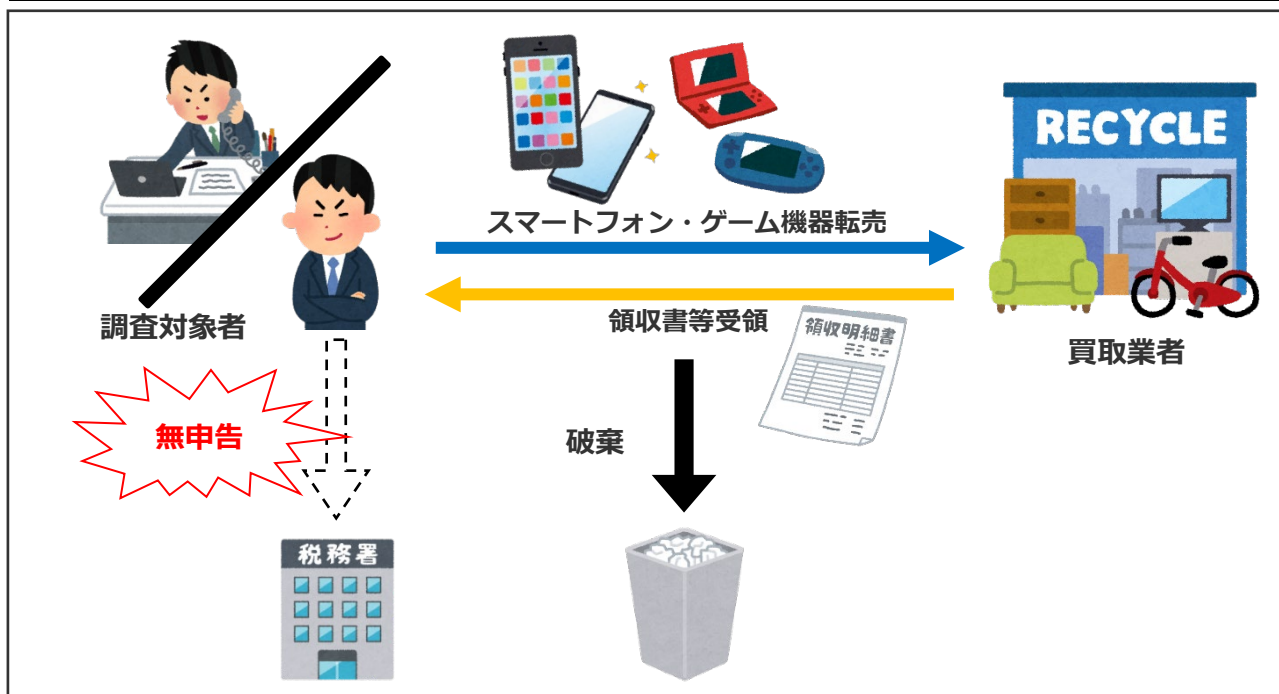 RECYCLE
スマートフォン・ゲーム機器転売
調査対象者
領収書等受領
領収明細書
買取業者
無申告
破棄
税務署